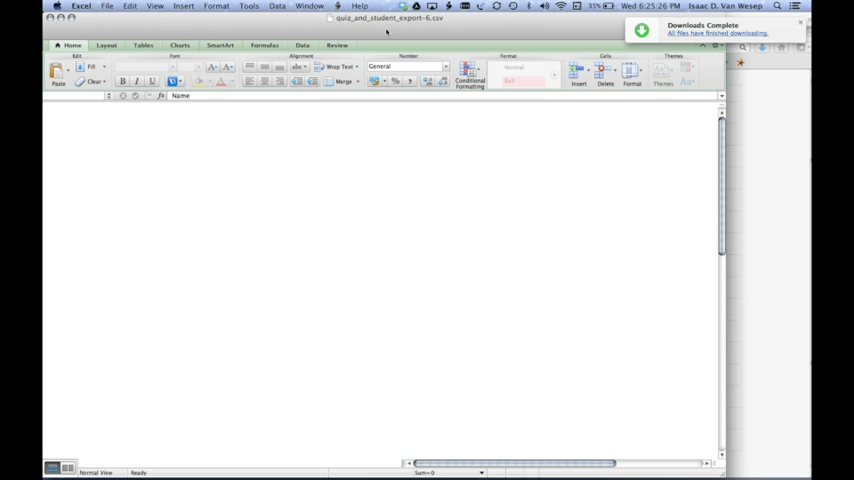 Excel File Edit View Insert Format Tools Data Window Help 35% Wed 6:25:26 PM Isaac D. Van Wesep
quiz_and_student_export-6.csv
Downloads Complete
All files have finished downloading.
Home Layout Tables Charts SmartArt Formulas Data Review
Edit Font Alignment Number Format Cells Themes
Fill A A abc Wrap Text General Normal
Paste Clear B I U Merge % Conditional Formatting Bad Insert Delete Format Themes Aa
fx Name
Normal View Ready Sum=0